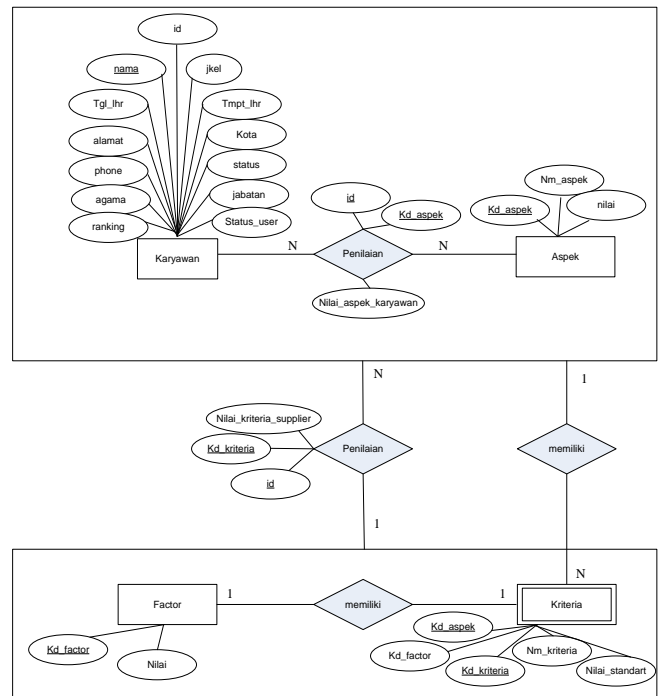 id
nama
jkel
Tgl_lhr
Tmpt_lhr
alamat
Kota
phone
status
agama
jabatan
ranking
Status_user
Karyawan
N
Penilaian
id
Kd_aspek
Nilai_aspek_karyawan
N
Aspek
Kd_aspek
Nm_aspek
nilai
N
1
Nilai_kriteria_supplier
Kd_kriteria
id
Penilaian
memiliki
1
N
Factor
1
memiliki
1
Kriteria
Kd_factor
Nilai
Kd_aspek
Kd_factor
Kd_kriteria
Nm_kriteria
Nilai_standart